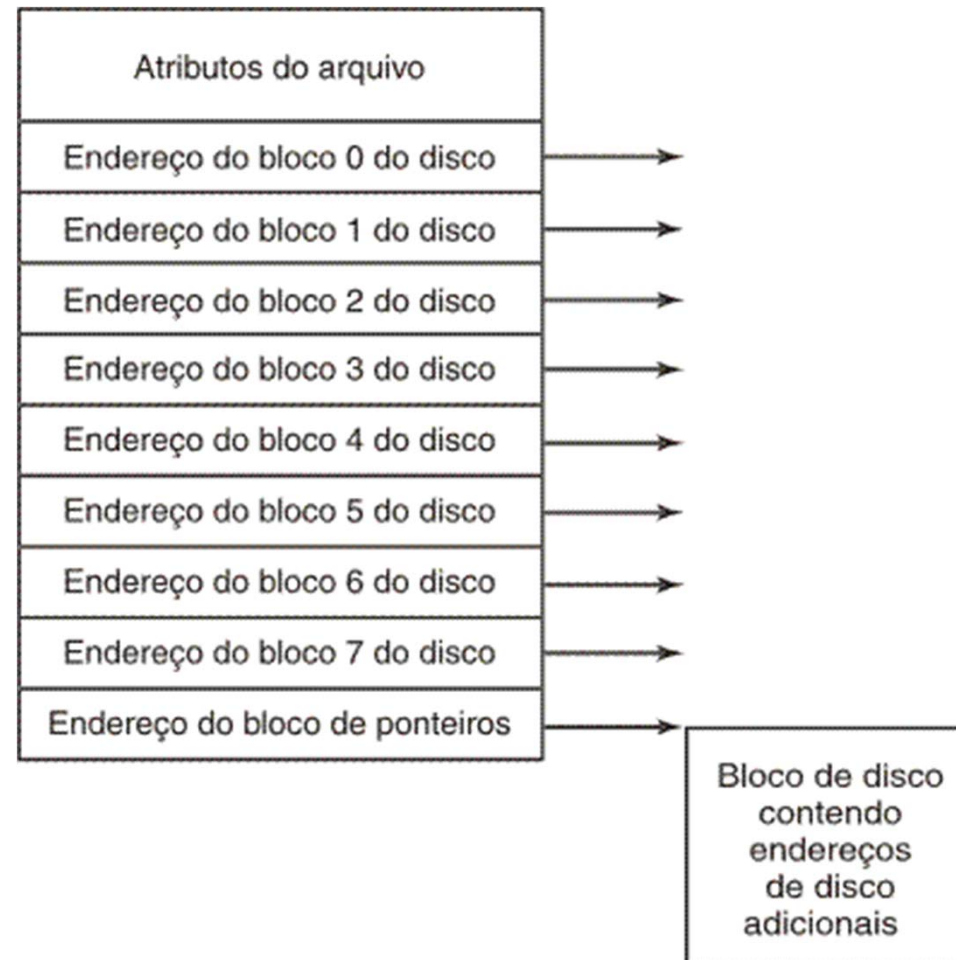 Atributos do arquivo
Endereço do bloco 0 do disco
Endereço do bloco 1 do disco
Endereço do bloco 2 do disco
Endereço do bloco 3 do disco
Endereço do bloco 4 do disco
Endereço do bloco 5 do disco
Endereço do bloco 6 do disco
Endereço do bloco 7 do disco
Endereço do bloco de ponteiros
Bloco de disco
contendo
endereços
de disco
adicionais